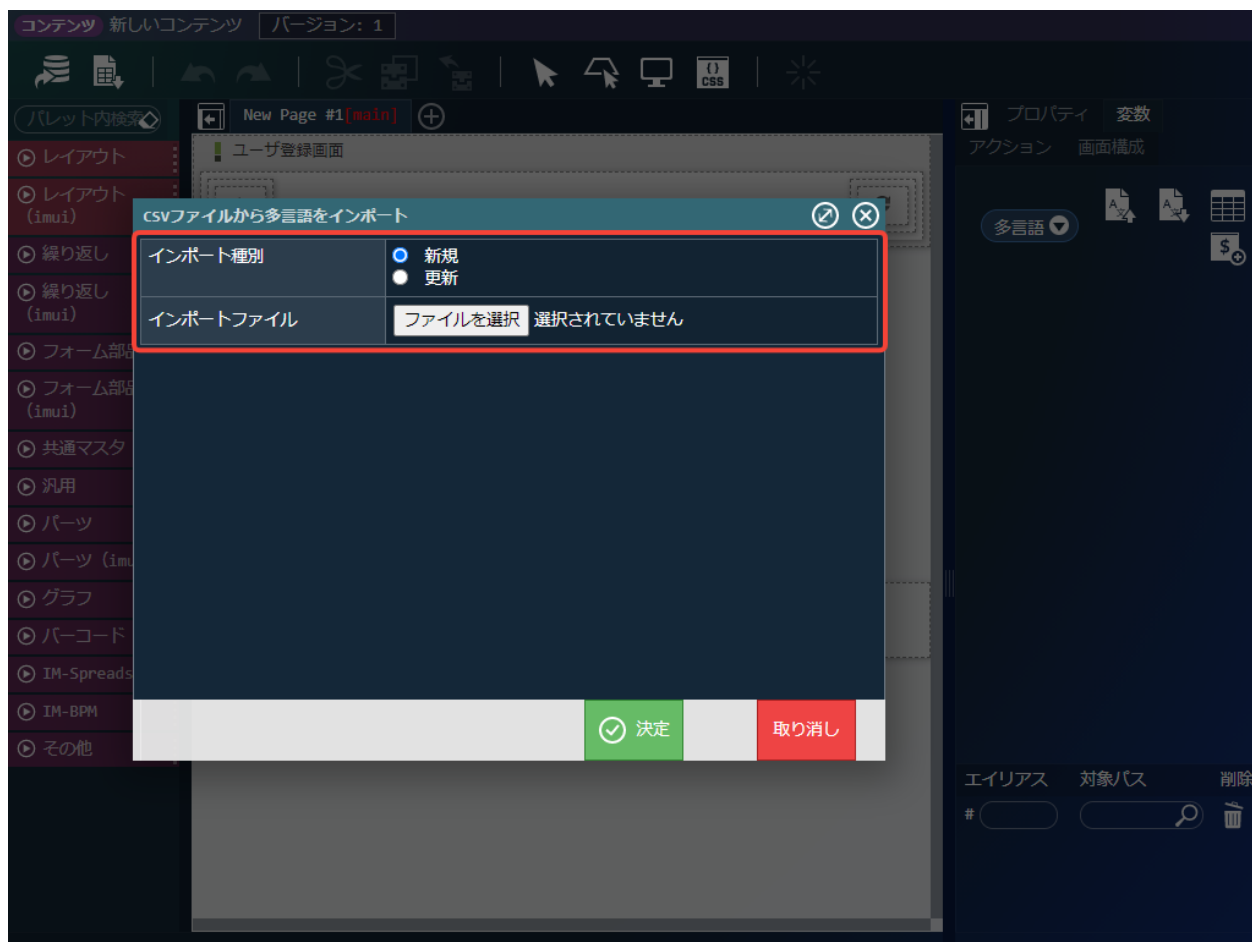 コンテンツ 新しいコンテンツ バージョン: 1
{} CSS
パレット内検索
New Page #1[main]
プロパティ 変数
アクション 画面構成
レイアウト
レイアウト
(imui)
繰り返し
繰り返し
(imui)
フォーム部品
フォーム部品
(imui)
共通マスタ
汎用
パーツ
パーツ (imu
グラフ
バーコード
IM-Spreads
IM-BPM
その他
ユーザ登録画面
CSVファイルから多言語をインポート
インポート種別
新規
更新
インポートファイル
ファイルを選択 選択されていません
決定 取り消し
多言語
エイリアス 対象パス 削除
#